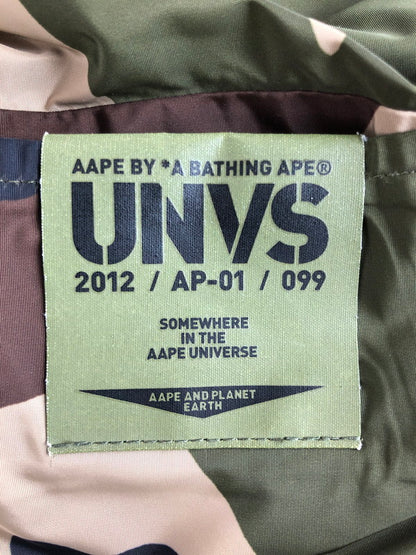 AAPE BY *A BATHING APE®
UNVS
2012 / AP-01 / 099
SOMEWHERE
IN THE
AAPE UNIVERSE
AAPE AND PLANET
EARTH